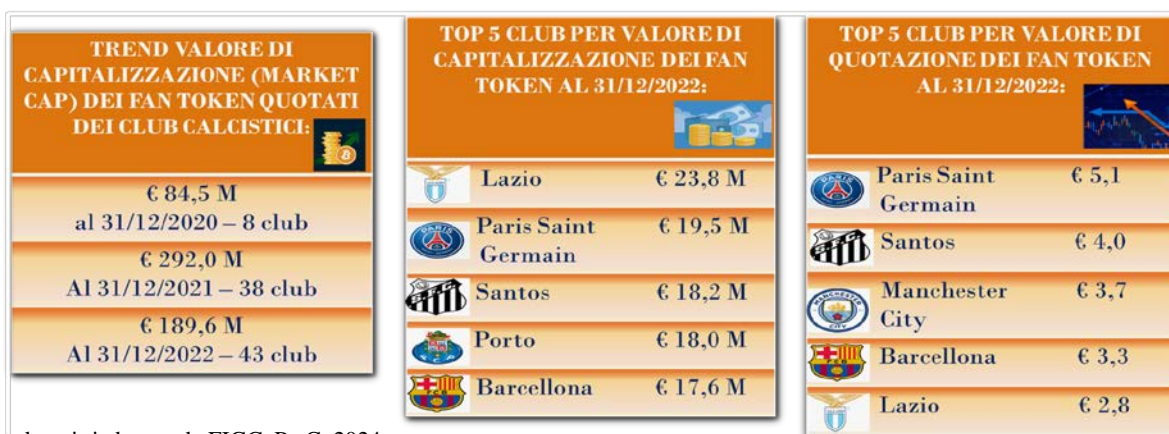 TREND VALORE DI
CAPITALIZZAZIONE (MARKET
CAP) DEI FAN TOKEN QUOTATI
DEI CLUB CALCISTICI:
€ 84,5 M
al 31/12/2020 – 8 club
€ 292,0 M
Al 31/12/2021 – 38 club
€ 189,6 M
Al 31/12/2022 – 43 club
TOP 5 CLUB PER VALORE DI
CAPITALIZZAZIONE DEI FAN
TOKEN AL 31/12/2022:
Lazio € 23,8 M
Paris Saint
Germain € 19,5 M
Santos € 18,2 M
Porto € 18,0 M
Barcellona € 17,6 M
TOP 5 CLUB PER VALORE DI
QUOTAZIONE DEI FAN TOKEN
AL 31/12/2022:
Paris Saint
Germain € 5,1
Santos € 4,0
Manchester
City € 3,7
Barcellona € 3,3
Lazio € 2,8